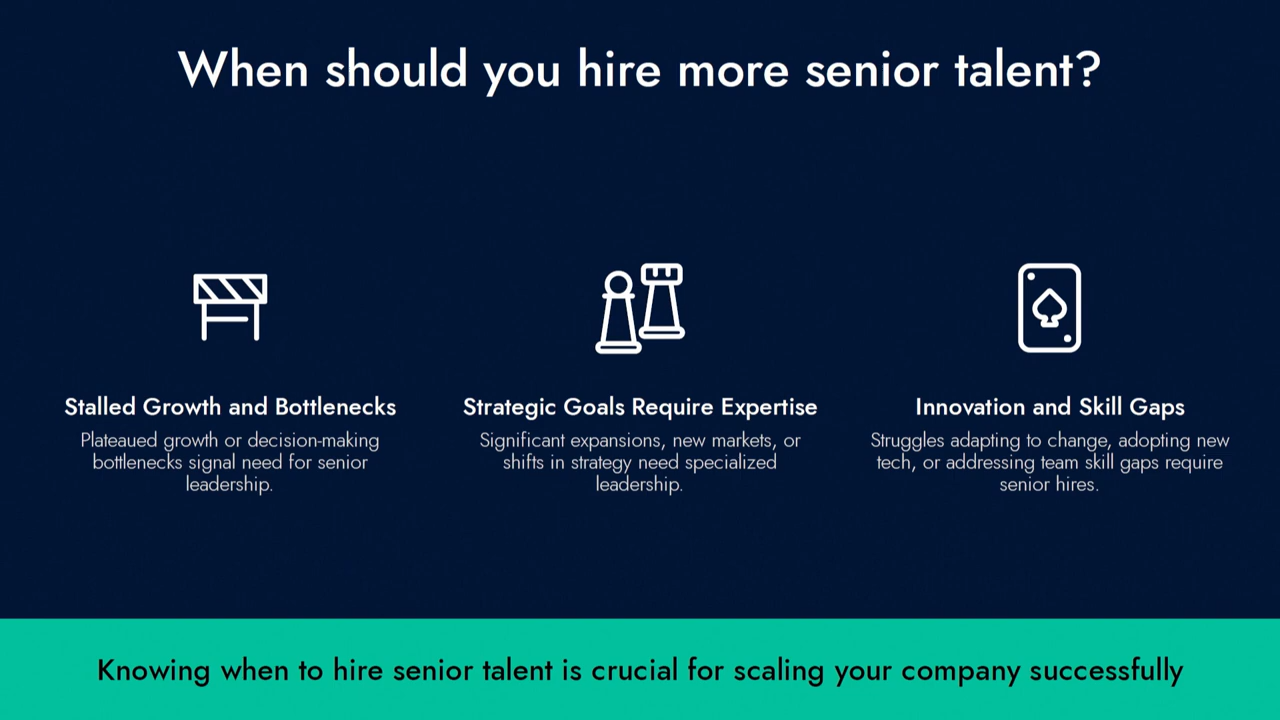 When should you hire more senior talent?
Stalled Growth and Bottlenecks
Plateaued growth or decision-making
bottlenecks signal need for senior
leadership.
Strategic Goals Require Expertise
Significant expansions, new markets, or
shifts in strategy need specialized
leadership.
Innovation and Skill Gaps
Struggles adapting to change, adopting new
tech, or addressing team skill gaps require
senior hires.
Knowing when to hire senior talent is crucial for scaling your company successfully